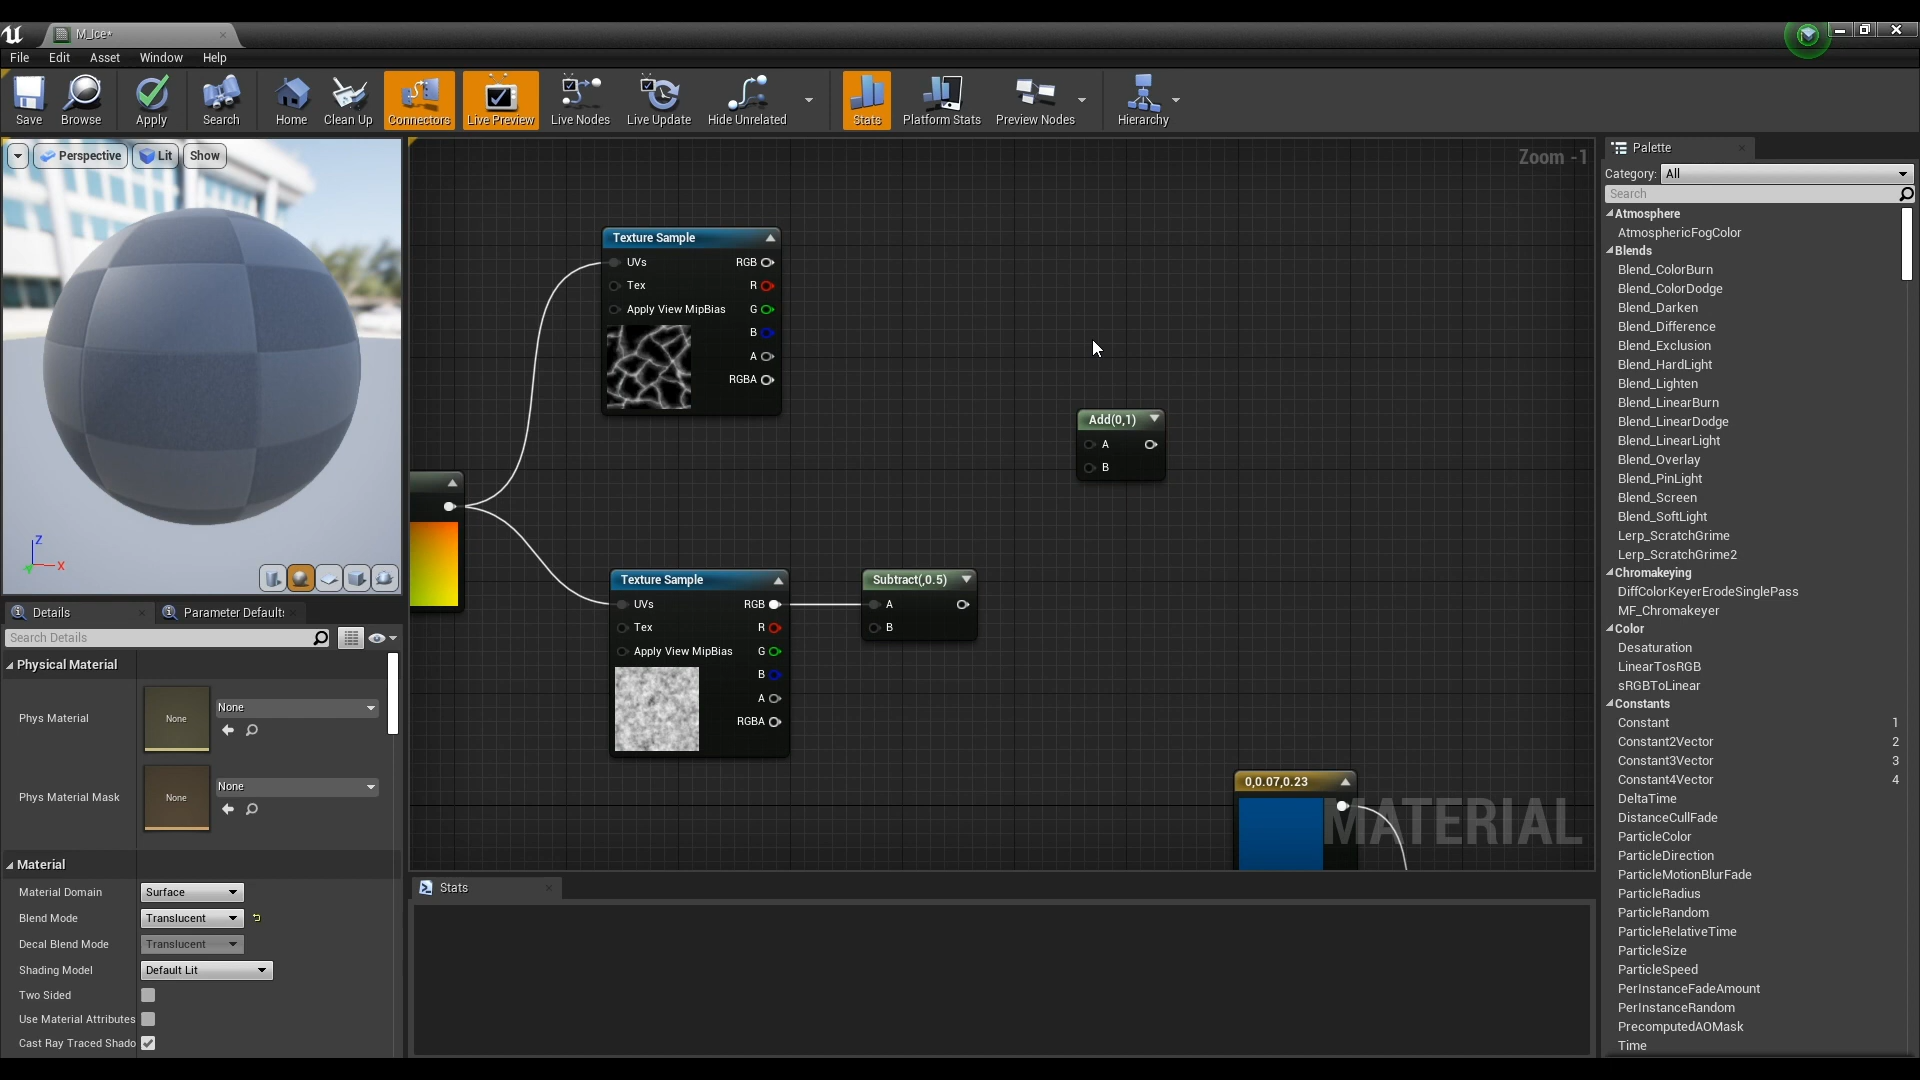 M_Ice*
File Edit Asset Window Help
Save Browse Apply Search Home Clean Up Connectors Live Preview Live Nodes Live Update Hide Unrelated Stats Platform Stats Preview Nodes Hierarchy
Perspective Lit Show
Z
X
Details Parameter Default
Search Details
Physical Material
Phys Material
None
None
Phys Material Mask
None
None
Material
Material Domain Surface
Blend Mode Translucent
Decal Blend Mode Translucent
Shading Model Default Lit
Two Sided
Use Material Attributes
Cast Ray Traced Shado
Zoom -1
Texture Sample
UVs RGB
Tex R
Apply View MipBias G
B
A
RGBA
Add(0,1)
A
B
Texture Sample
UVs RGB
Tex R
Apply View MipBias G
B
A
RGBA
Subtract(,0.5)
A
B
0,0.07,0.23
MATERIAL
Stats
Palette
Category: All
Search
Atmosphere
AtmosphericFogColor
Blends
Blend_ColorBurn
Blend_ColorDodge
Blend_Darken
Blend_Difference
Blend_Exclusion
Blend_HardLight
Blend_Lighten
Blend_LinearBurn
Blend_LinearDodge
Blend_LinearLight
Blend_Overlay
Blend_PinLight
Blend_Screen
Blend_SoftLight
Lerp_ScratchGrime
Lerp_ScratchGrime2
Chromakeying
DiffColorKeyerErodeSinglePass
MF_Chromakeyer
Color
Desaturation
LinearTosRGB
sRGBToLinear
Constants
Constant 1
Constant2Vector 2
Constant3Vector 3
Constant4Vector 4
DeltaTime
DistanceCullFade
ParticleColor
ParticleDirection
ParticleMotionBlurFade
ParticleRadius
ParticleRandom
ParticleRelativeTime
ParticleSize
ParticleSpeed
PerInstanceFadeAmount
PerInstanceRandom
PrecomputedAOMask
Time